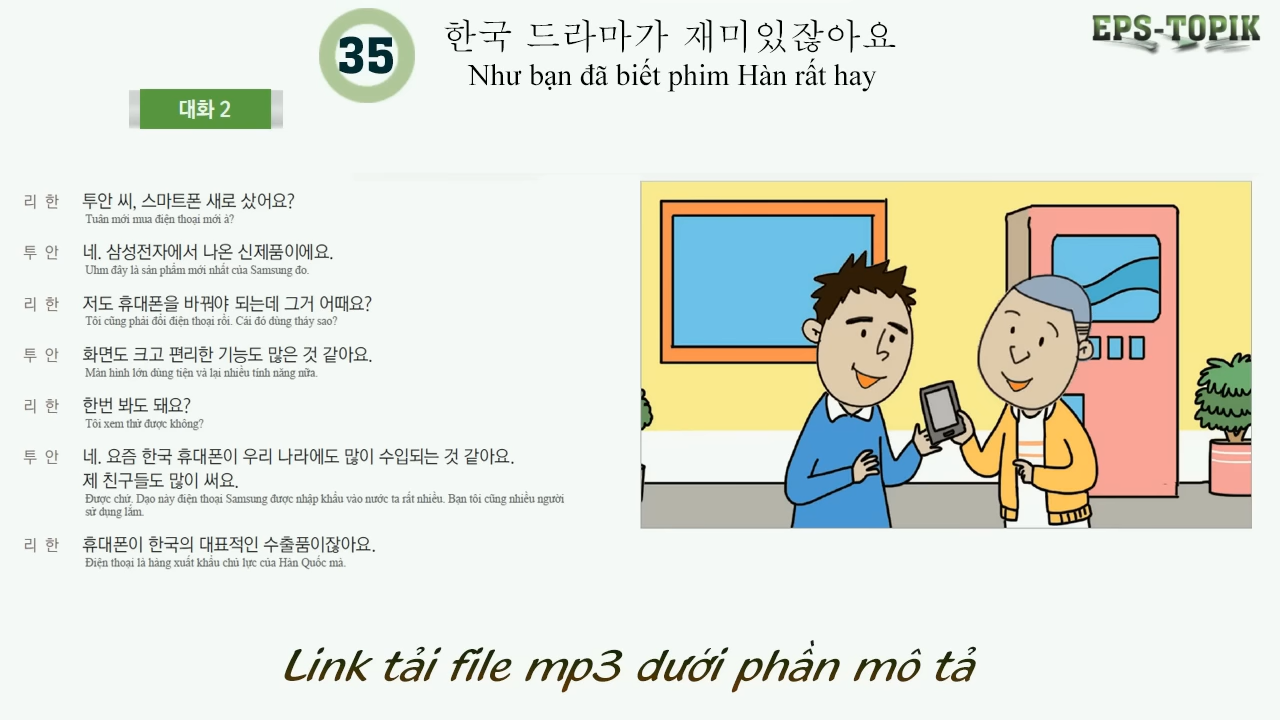 35
한국 드라마가 재미있잖아요
Như bạn đã biết phim Hàn rất hay
EPS-TOPIK
대화 2
리 한 투안 씨, 스마트폰 새로 샀어요?
Tuân mới mua điện thoại mới à?
투 안 네. 삼성전자에서 나온 신제품이에요.
Uhm đây là sản phẩm mới nhất của Samsung đo.
리 한 저도 휴대폰을 바꿔야 되는데 그거 어때요?
Tôi cũng phải đổi điện thoại rồi. Cái đó dùng tháy sao?
투 안 화면도 크고 편리한 기능도 많은 것 같아요.
Màn hình lớn dùng tiện và lại nhiều tính năng nữa.
리 한 한번 봐도 돼요?
Tôi xem thử được không?
투 안 네. 요즘 한국 휴대폰이 우리 나라에도 많이 수입되는 것 같아요.
제 친구들도 많이 써요.
Được chứ. Dạo này điện thoại Samsung được nhập khẩu vào nước ta rất nhiều. Bạn tôi cũng nhiều người
sử dụng lắm.
리 한 휴대폰이 한국의 대표적인 수출품이잖아요.
Điện thoại là hàng xuất khẩu chủ lực của Hàn Quốc mà.
Link tải file mp3 dưới phần mô tả